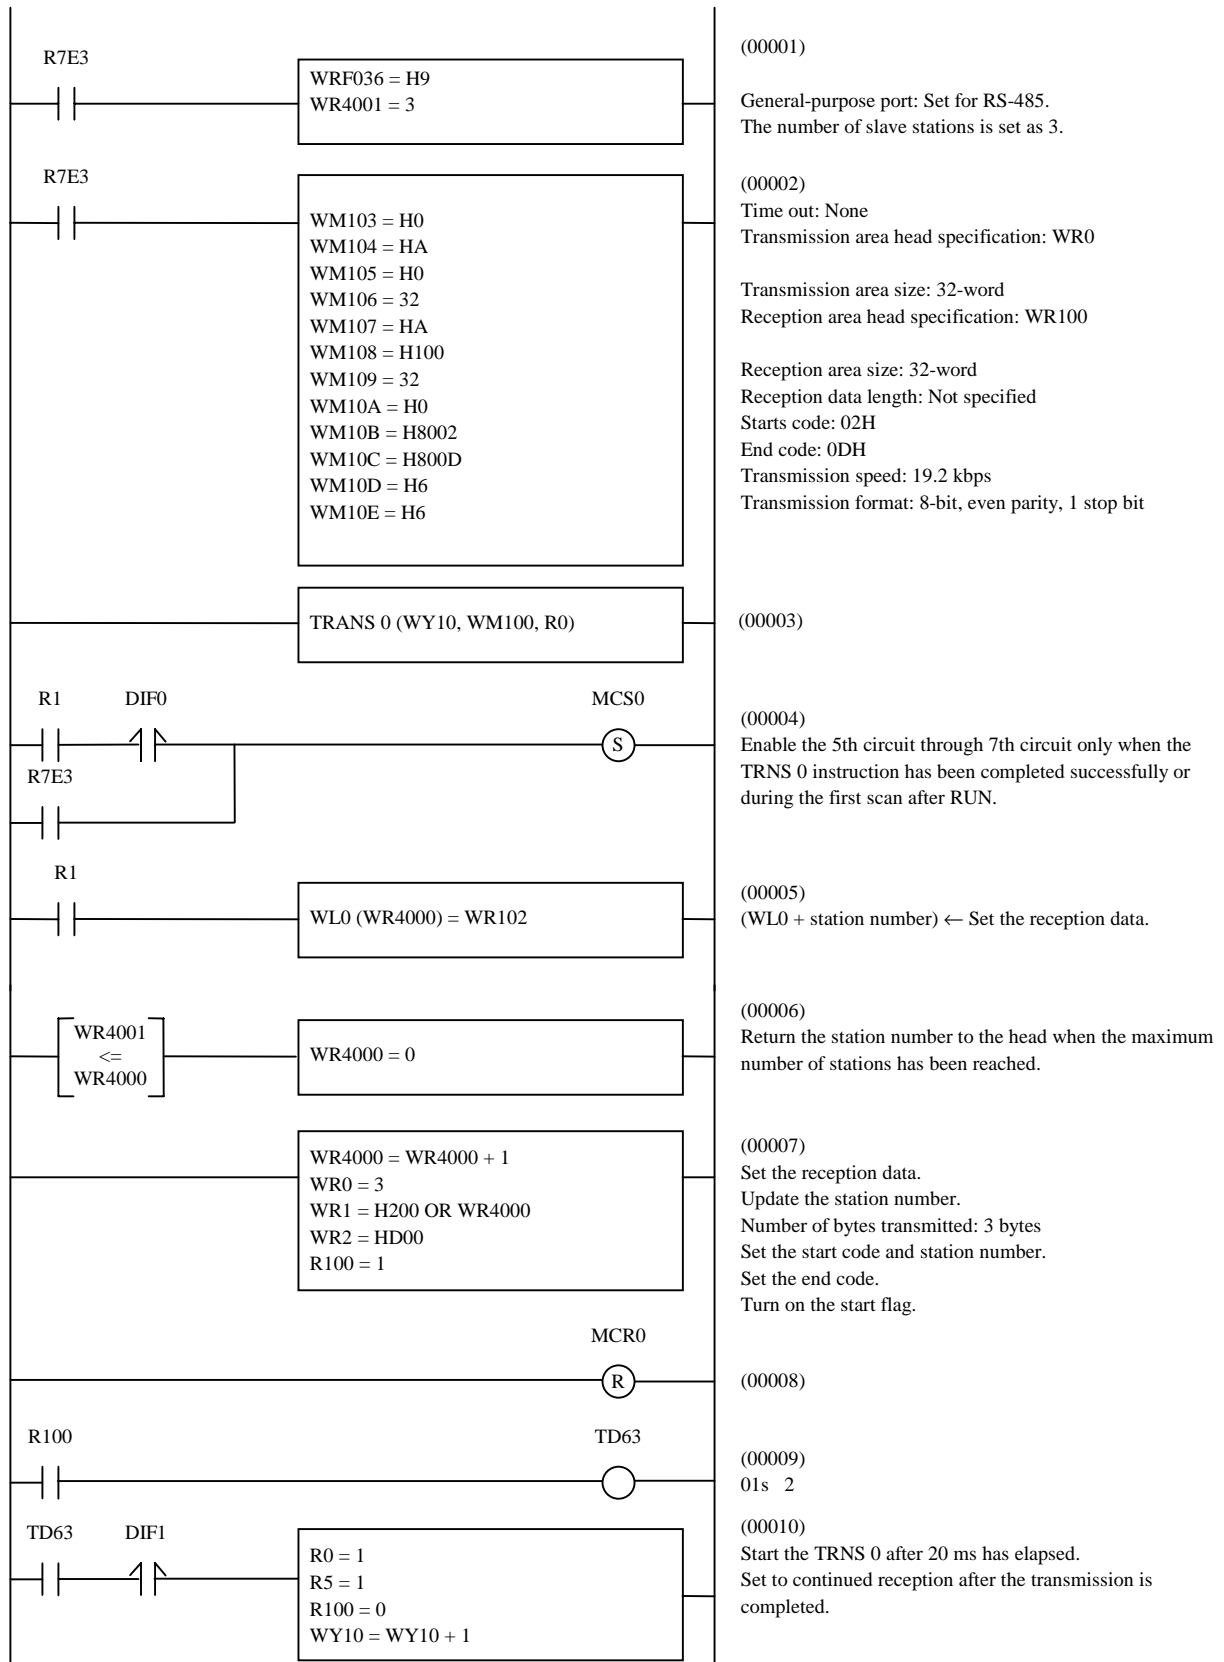 R7E3
WRF036 = H9
WR4001 = 3
(00001)
General-purpose port: Set for RS-485.
The number of slave stations is set as 3.
R7E3
WM103 = H0
WM104 = HA
WM105 = H0
WM106 = 32
WM107 = HA
WM108 = H100
WM109 = 32
WM10A = H0
WM10B = H8002
WM10C = H800D
WM10D = H6
WM10E = H6
(00002)
Time out: None
Transmission area head specification: WR0
Transmission area size: 32-word
Reception area head specification: WR100
Reception area size: 32-word
Reception data length: Not specified
Starts code: 02H
End code: 0DH
Transmission speed: 19.2 kbps
Transmission format: 8-bit, even parity, 1 stop bit
TRANS 0 (WY10, WM100, R0)
(00003)
R1 DIF0 MCS0
S
R7E3
(00004)
Enable the 5th circuit through 7th circuit only when the
TRNS 0 instruction has been completed successfully or
during the first scan after RUN.
R1
WL0 (WR4000) = WR102
(00005)
(WL0 + station number) ← Set the reception data.
WR4001
<=
WR4000
WR4000 = 0
(00006)
Return the station number to the head when the maximum
number of stations has been reached.
WR4000 = WR4000 + 1
WR0 = 3
WR1 = H200 OR WR4000
WR2 = HD00
R100 = 1
(00007)
Set the reception data.
Update the station number.
Number of bytes transmitted: 3 bytes
Set the start code and station number.
Set the end code.
Turn on the start flag.
MCR0
R
(00008)
R100 TD63
(00009)
01s 2
TD63 DIF1
R0 = 1
R5 = 1
R100 = 0
WY10 = WY10 + 1
(00010)
Start the TRNS 0 after 20 ms has elapsed.
Set to continued reception after the transmission is
completed.